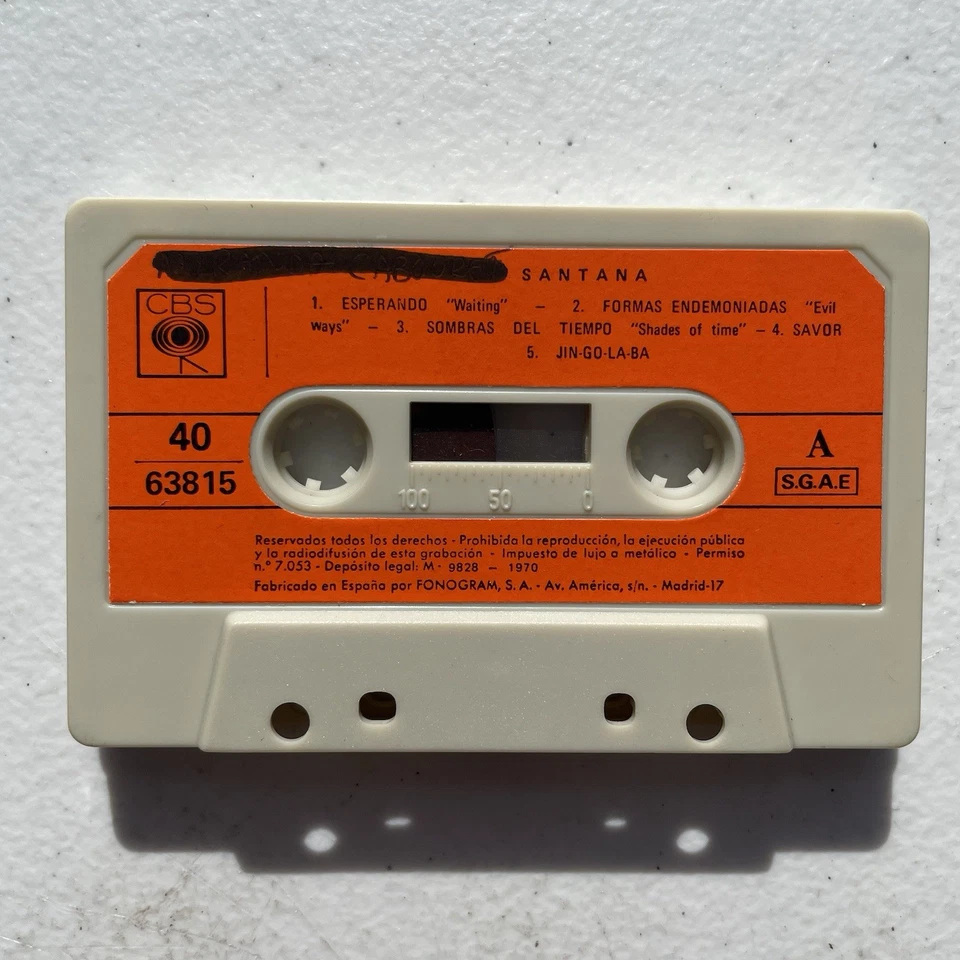 SANTANA
CBS
1. ESPERANDO "Waiting" – 2. FORMAS ENDEMONIADAS "Evil
Ways" – 3. SOMBRAS DEL TIEMPO "Shades of time" – 4. SAVOR
5. JIN-GO-LA-BA
40
63815
A
S.G.A.E
100 50 0
Reservados todos los derechos - Prohibida la reproducción, la ejecución pública
y la radiodifusión de esta grabación - Impuesto de lujo a metálico - Permiso
n.º 7.053 - Depósito legal: M - 9828 – 1970
Fabricado en España por FONOGRAM, S. A. - Av. América, s/n. - Madrid-17